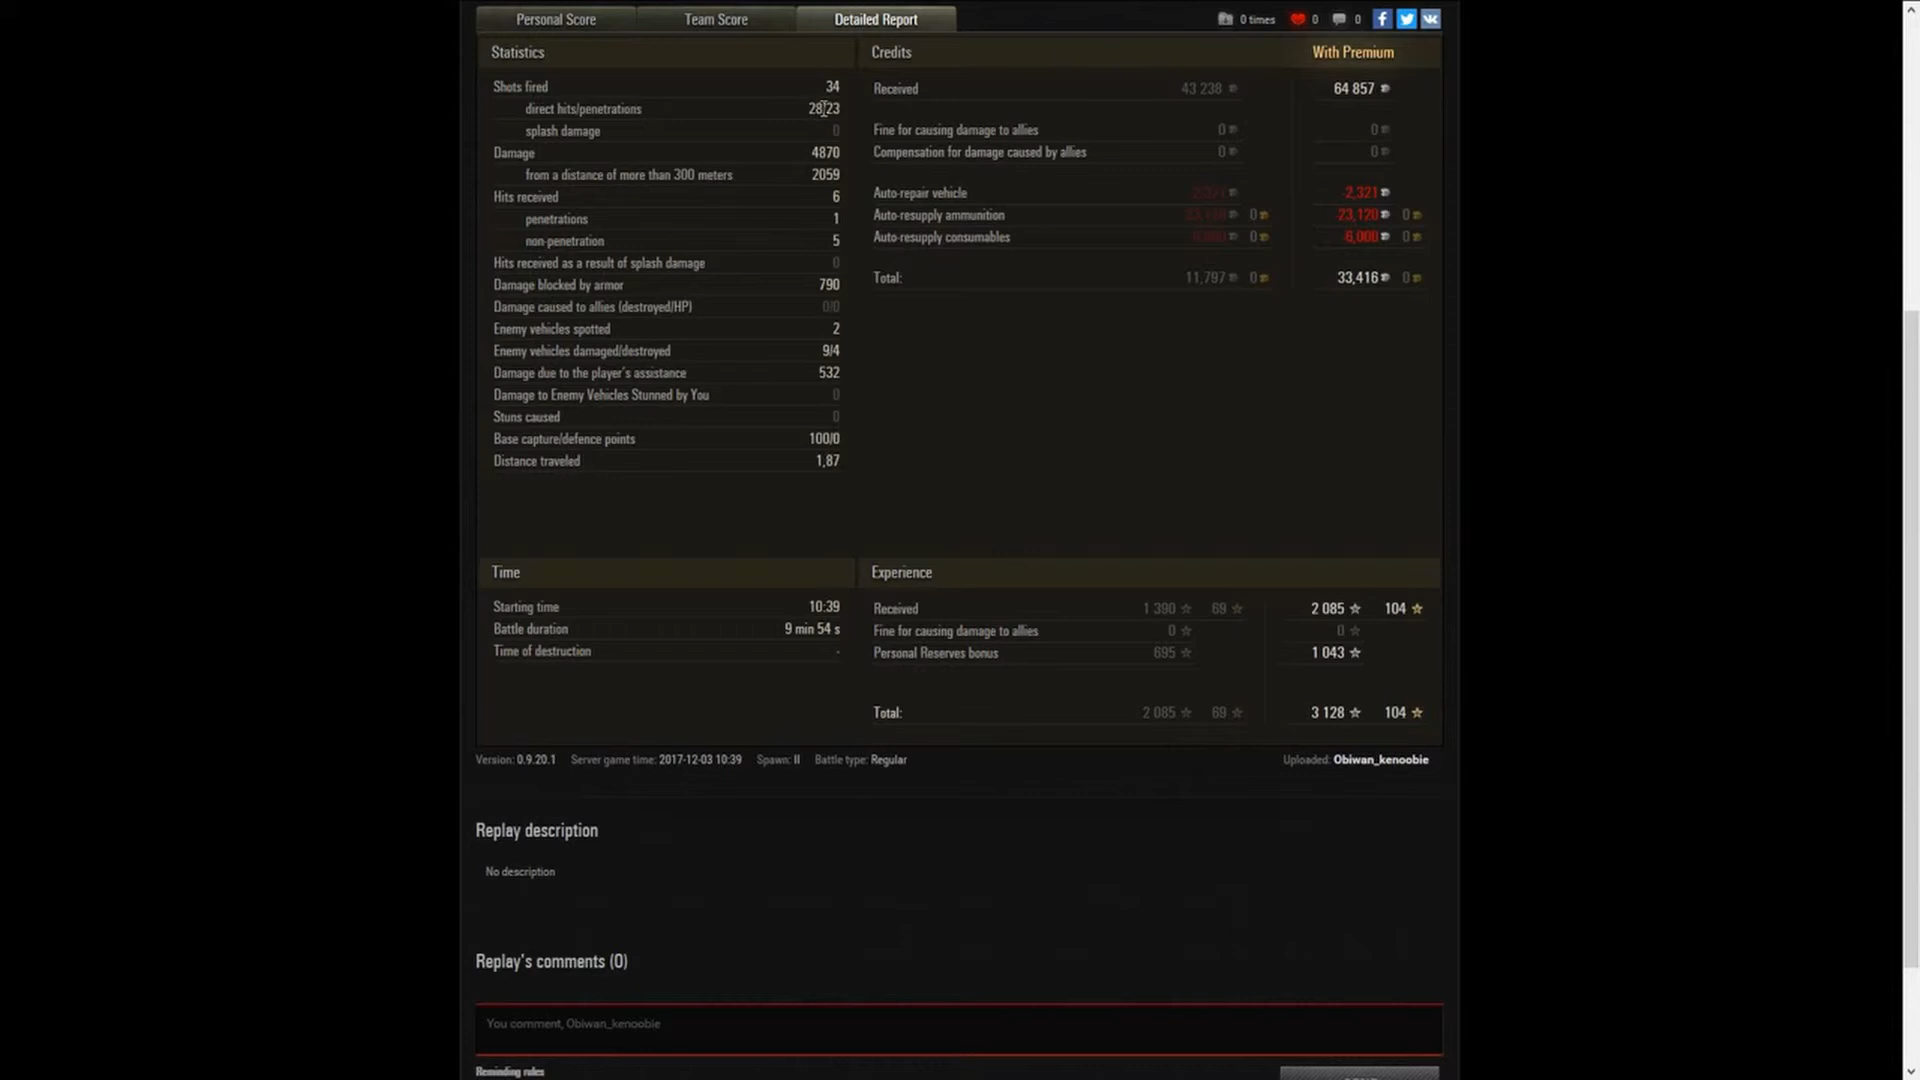 Personal Score Team Score Detailed Report 0 times 0 0
Statistics Credits With Premium
Shots fired 34
direct hits/penetrations 28/23
splash damage 0
Damage 4870
from a distance of more than 300 meters 2059
Hits received 6
penetrations 1
non-penetration 5
Hits received as a result of splash damage 0
Damage blocked by armor 790
Damage caused to allies (destroyed/HP) 0/0
Enemy vehicles spotted 2
Enemy vehicles damaged/destroyed 9/4
Damage due to the player's assistance 532
Damage to Enemy Vehicles Stunned by You 0
Stuns caused 0
Base capture/defence points 100/0
Distance traveled 1,87
Received 43 238 64 857
Fine for causing damage to allies 0 0
Compensation for damage caused by allies 0 0
Auto-repair vehicle -2,321
Auto-resupply ammunition 0 -23,120 0
Auto-resupply consumables 0 -6,000 0
Total: 11,797 0 33,416 0
Time Experience
Starting time 10:39
Battle duration 9 min 54 s
Time of destruction -
Received 1 390 69 2 085 104
Fine for causing damage to allies 0 0
Personal Reserves bonus 695 1 043
Total: 2 085 69 3 128 104
Version: 0.9.20.1 Server game time: 2017-12-03 10:39 Spawn: II Battle type: Regular Uploaded: Obiwan_kenoobie
Replay description
No description
Replay's comments (0)
You comment, Obiwan_kenoobie
Reminding rules